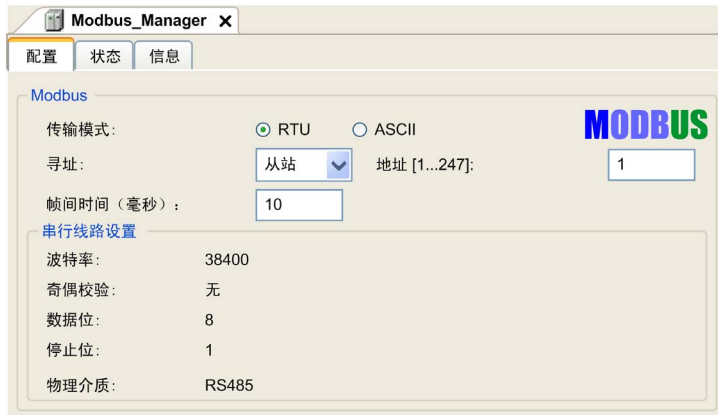 Modbus_Manager X
配置 状态 信息
Modbus
MODBUS
传输模式: RTU ASCII
寻址: 从站 地址 [1...247]: 1
帧间时间（毫秒）: 10
串行线路设置
波特率: 38400
奇偶校验: 无
数据位: 8
停止位: 1
物理介质: RS485